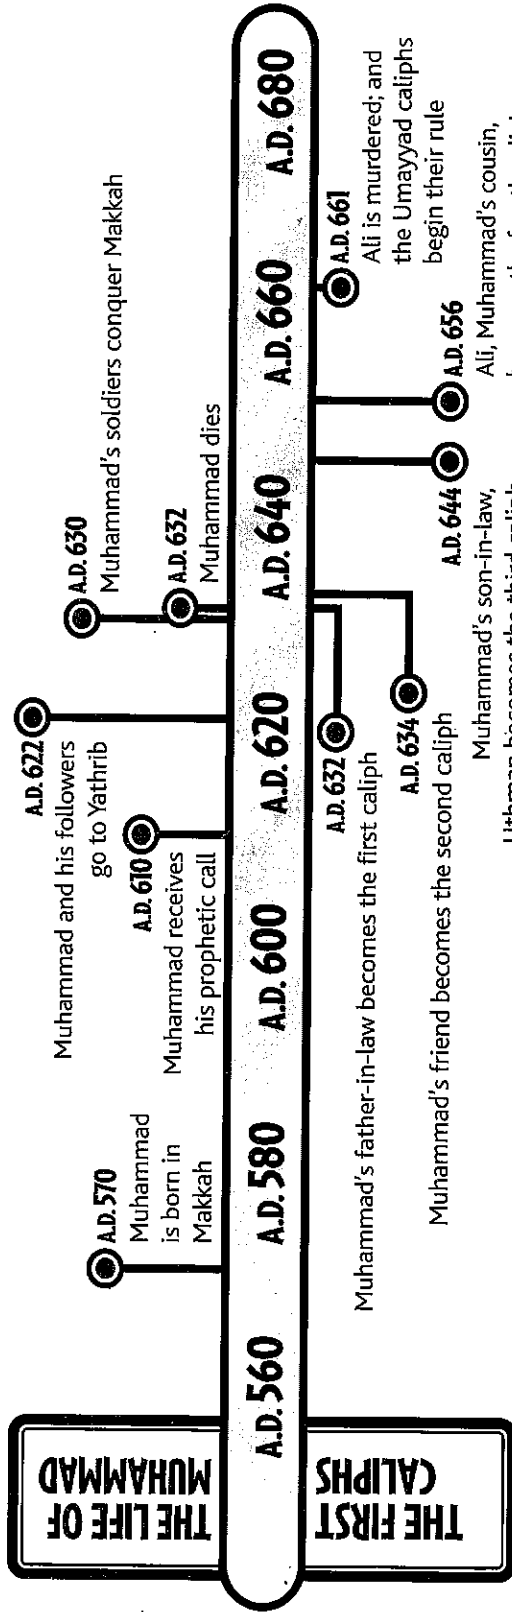 THE LIFE OF
MUHAMMAD
A.D. 570
Muhammad
is born in
Makkah
A.D. 610
Muhammad receives
his prophetic call
A.D. 622
Muhammad and his followers
go to Yathrib
A.D. 630
Muhammad's soldiers conquer Makkah
A.D. 632
Muhammad dies
A.D. 560 A.D. 580 A.D. 600 A.D. 620 A.D. 640 A.D. 660 A.D. 680
THE FIRST
CALIPHS
A.D. 632
Muhammad's father-in-law becomes the first caliph
A.D. 634
Muhammad's friend becomes the second caliph
A.D. 644
Muhammad's son-in-law,
Uthman becomes the third caliph
A.D. 656
Ali, Muhammad's cousin,
A.D. 661
Ali is murdered; and
the Umayyad caliphs
begin their rule